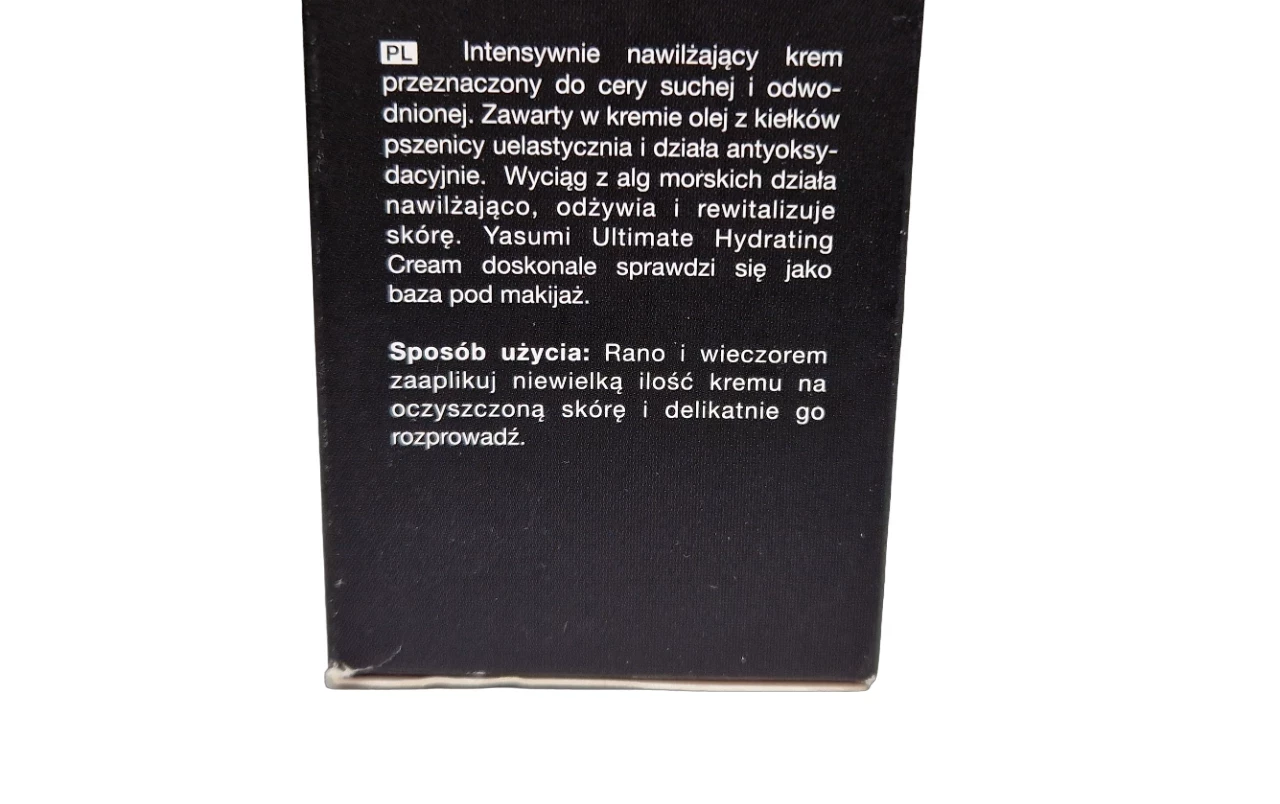 PL Intensywnie nawilżający krem
przeznaczony do cery suchej i odwo-
dnionej. Zawarty w kremie olej z kiełków
pszenicy uelastycznia i działa antyoksy-
dacyjnie. Wyciąg z alg morskich działa
nawilżająco, odżywia i rewitalizuje
skórę. Yasumi Ultimate Hydrating
Cream doskonale sprawdzi się jako
baza pod makijaż.
Sposób użycia: Rano i wieczorem
zaaplikuj niewielką ilość kremu na
oczyszczoną skórę i delikatnie go
rozprowadź.